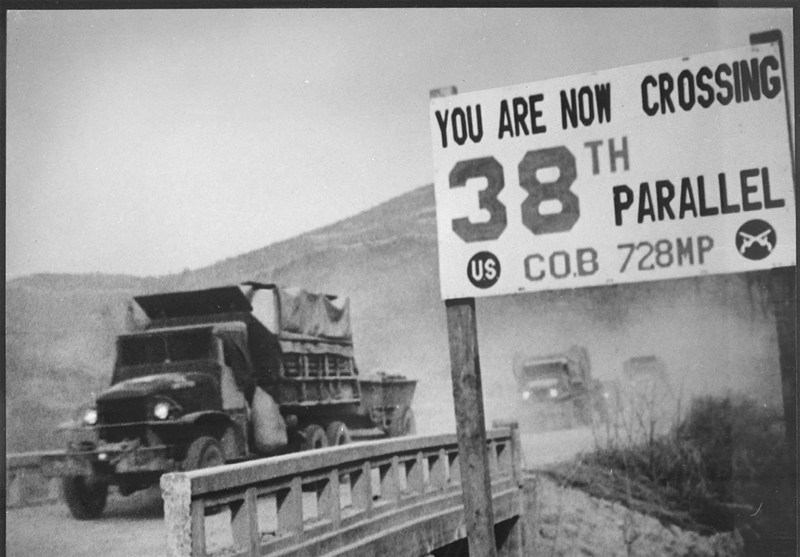 YOU ARE NOW CROSSING
38TH
PARALLEL
US CO.B 728MP